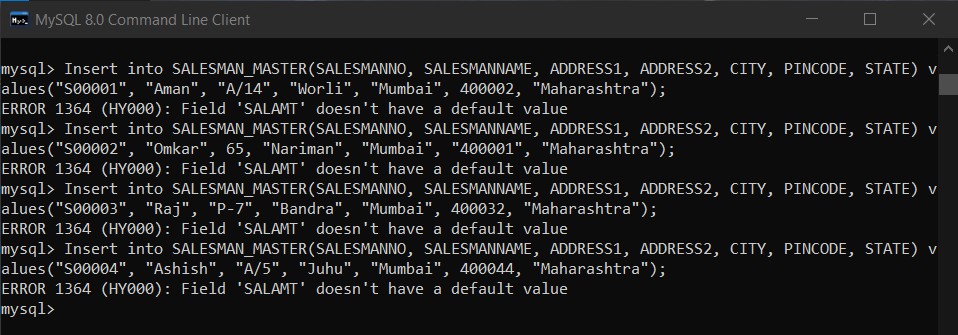 MySQL 8.0 Command Line Client
mysql> Insert into SALESMAN_MASTER(SALESMANNO, SALESMANNAME, ADDRESS1, ADDRESS2, CITY, PINCODE, STATE) v
alues("S00001", "Aman", "A/14", "Worli", "Mumbai", 400002, "Maharashtra");
ERROR 1364 (HY000): Field 'SALAMT' doesn't have a default value
mysql> Insert into SALESMAN_MASTER(SALESMANNO, SALESMANNAME, ADDRESS1, ADDRESS2, CITY, PINCODE, STATE) v
alues("S00002", "Omkar", 65, "Nariman", "Mumbai", "400001", "Maharashtra");
ERROR 1364 (HY000): Field 'SALAMT' doesn't have a default value
mysql> Insert into SALESMAN_MASTER(SALESMANNO, SALESMANNAME, ADDRESS1, ADDRESS2, CITY, PINCODE, STATE) v
alues("S00003", "Raj", "P-7", "Bandra", "Mumbai", 400032, "Maharashtra");
ERROR 1364 (HY000): Field 'SALAMT' doesn't have a default value
mysql> Insert into SALESMAN_MASTER(SALESMANNO, SALESMANNAME, ADDRESS1, ADDRESS2, CITY, PINCODE, STATE) v
alues("S00004", "Ashish", "A/5", "Juhu", "Mumbai", 400044, "Maharashtra");
ERROR 1364 (HY000): Field 'SALAMT' doesn't have a default value
mysql>